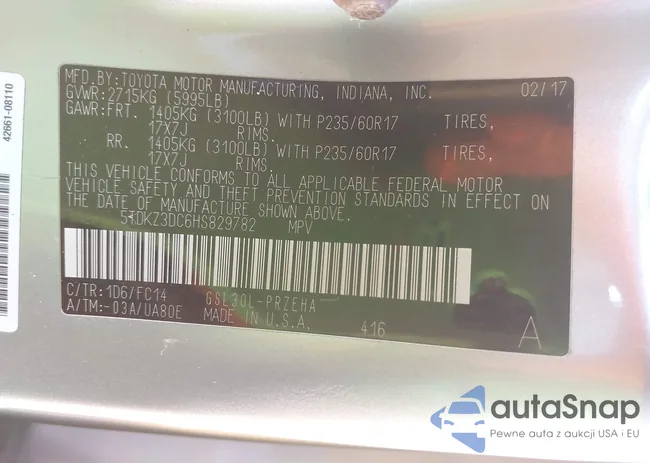 MFD.BY:TOYOTA MOTOR MANUFACTURING, INDIANA, INC. 02/17
GVWR:2715KG (5995LB)
GAWR:FRT. 1405KG (3100LB) WITH P235/60R17 TIRES,
17X7J RIMS.
RR. 1405KG (3100LB) WITH P235/60R17 TIRES,
17X7J RIMS.
THIS VEHICLE CONFORMS TO ALL APPLICABLE FEDERAL MOTOR
VEHICLE SAFETY AND THEFT PREVENTION STANDARDS IN EFFECT ON
THE DATE OF MANUFACTURE SHOWN ABOVE.
5TDKZ3DC6HS829782 MPV
C/TR:1D6/FC14 GSL30L-PRZEHA
A/TM:-03A/UA80E MADE IN U.S.A. 416 A
42661-08110
autaSnap
Pewne auta z aukcji USA i EU